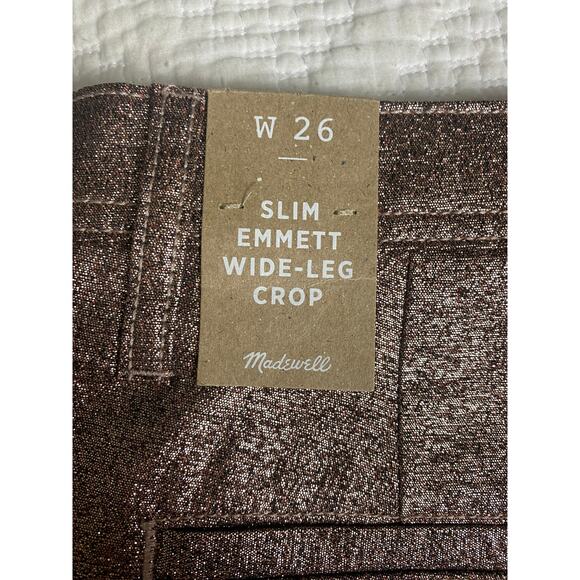 W 26
SLIM
EMMETT
WIDE-LEG
CROP
Madewell